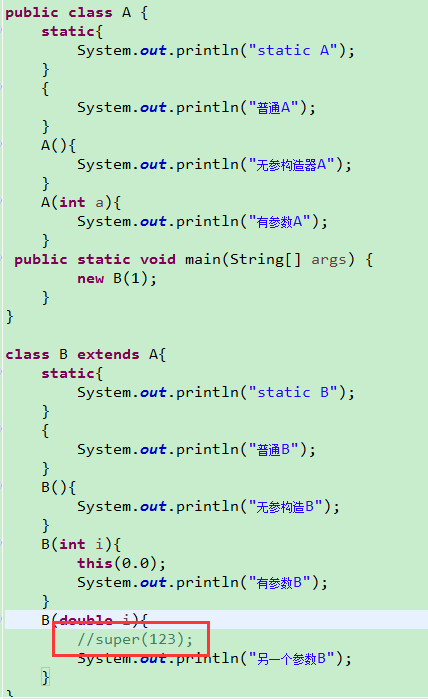 public class A {
    static{
        System.out.println("static A");
    }
    {
        System.out.println("普通A");
    }
    A(){
        System.out.println("无参构造器A");
    }
    A(int a){
        System.out.println("有参数A");
    }
 public static void main(String[] args) {
        new B(1);
    }
}
class B extends A{
    static{
        System.out.println("static B");
    }
    {
        System.out.println("普通B");
    }
    B(){
        System.out.println("无参构造B");
    }
    B(int i){
        this(0.0);
        System.out.println("有参数B");
    }
    B(double i){
        //super(123);
        System.out.println("另一个参数B");
    }
}